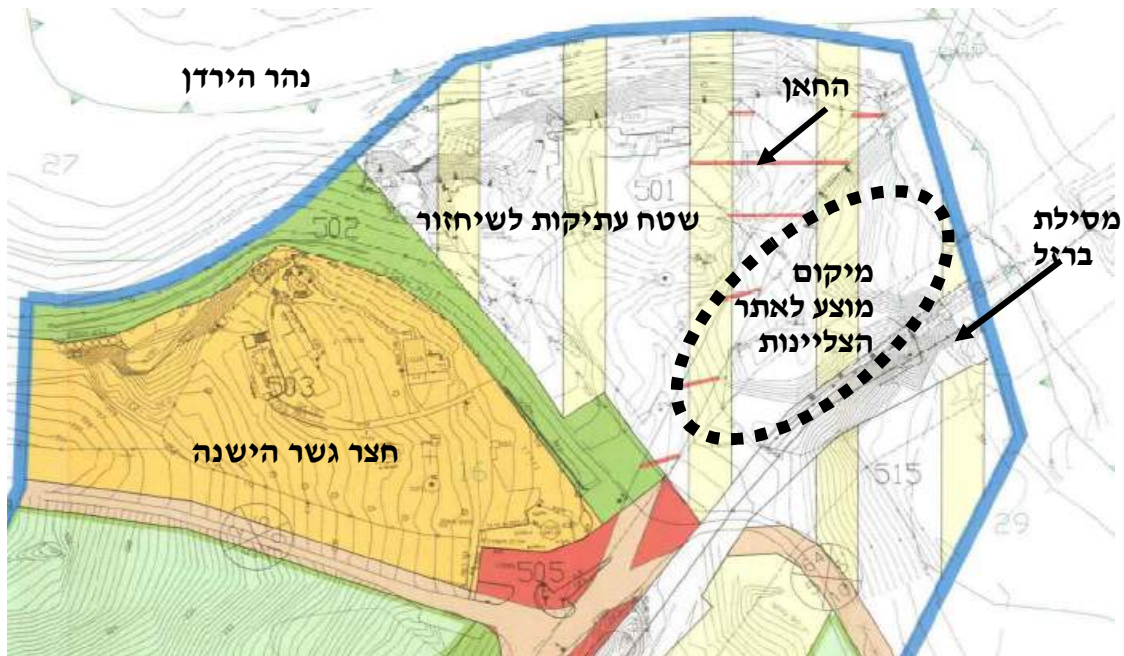 נהר הירדן
החאן
27
501
שטח עתיקות לשיחזור
502
מסילת
ברזל
מיקום
מוצע לאתר
הצליינות
503
חצר גשר הישנה
16
515
29
505